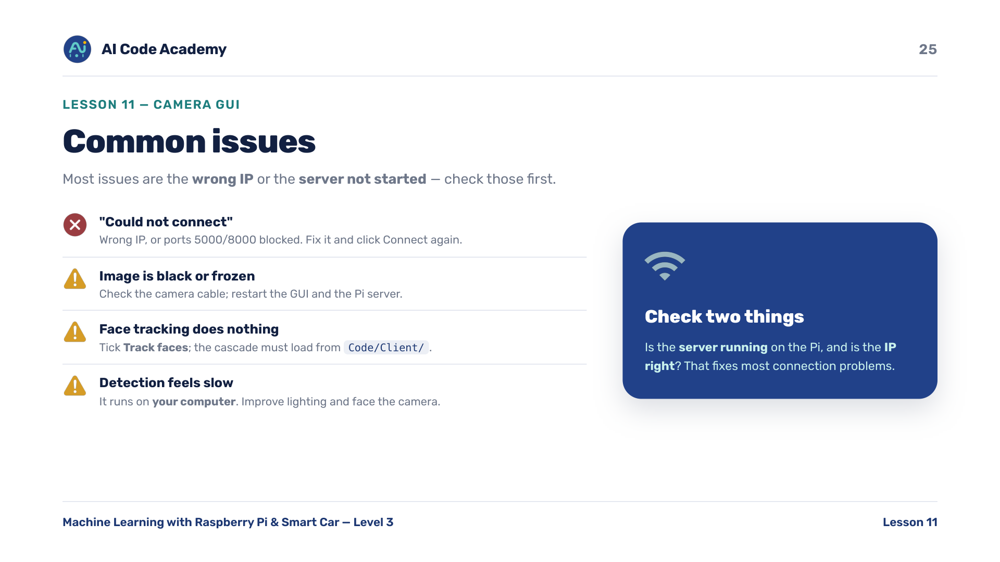 AI Code Academy
25
LESSON 11 — CAMERA GUI
Common issues
Most issues are the wrong IP or the server not started — check those first.
"Could not connect"
Wrong IP, or ports 5000/8000 blocked. Fix it and click Connect again.
Image is black or frozen
Check the camera cable; restart the GUI and the Pi server.
Face tracking does nothing
Tick Track faces; the cascade must load from Code/Client/.
Detection feels slow
It runs on your computer. Improve lighting and face the camera.
Check two things
Is the server running on the Pi, and is the IP
right? That fixes most connection problems.
Machine Learning with Raspberry Pi & Smart Car — Level 3
Lesson 11